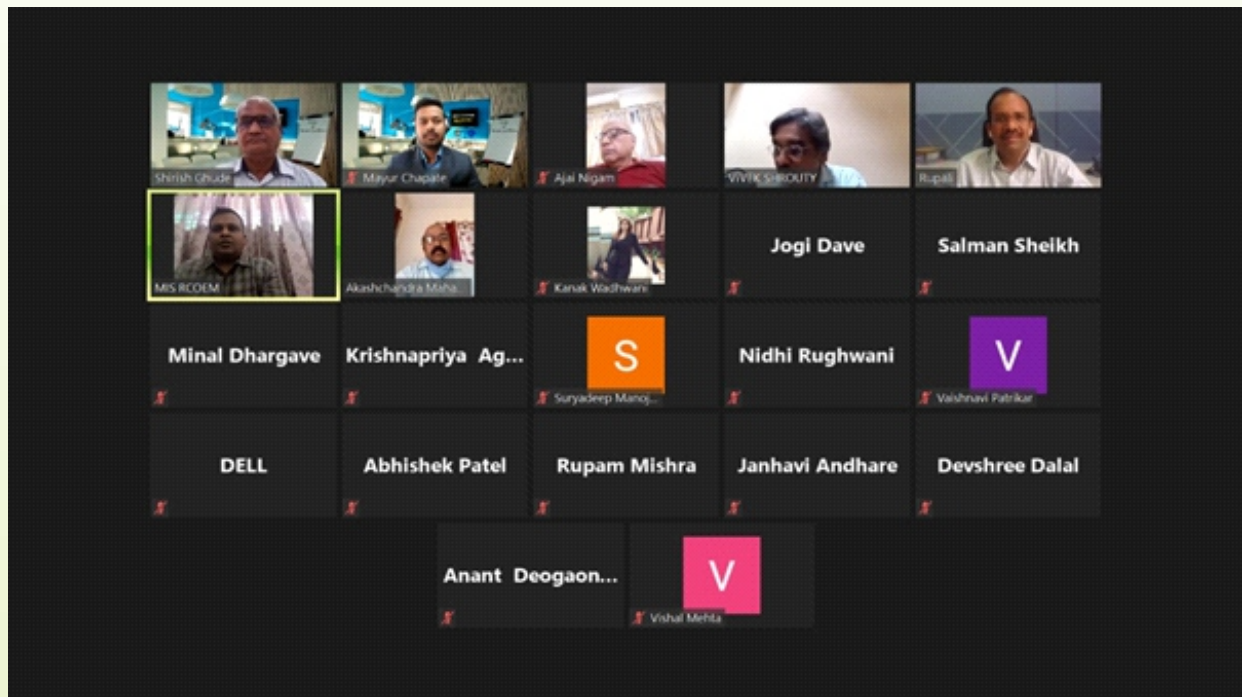 Shirish Ghude
Mayur Chapate
Ajai Nigam
VIVEK SHROUTY
Rupali
MIS RCOEM
Akashchandra Maha...
Kanak Wadhwani
Jogi Dave
Salman Sheikh
Minal Dhargave
Krishnapriya Ag...
S
Suryadeep Manoj...
Nidhi Rughwani
V
Vaishnavi Patrikar
DELL
Abhishek Patel
Rupam Mishra
Janhavi Andhare
Devshree Dalal
Anant Deogaon...
V
Vishal Mehta